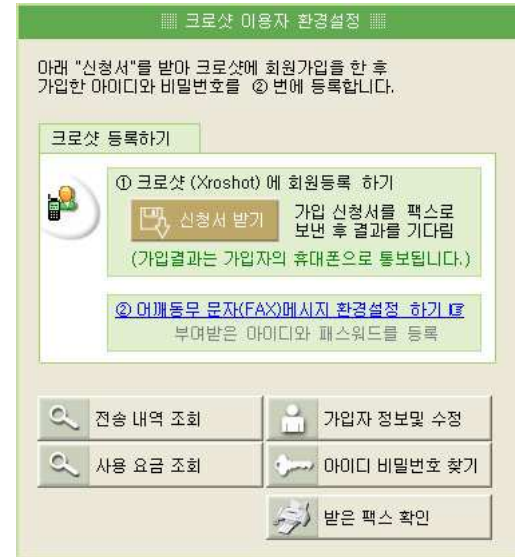 ▦ 크로샷 이용자 환경설정 ▦
아래 "신청서"를 받아 크로샷에 회원가입을 한 후
가입한 아이디와 비밀번호를 ② 번에 등록합니다.
크로샷 등록하기
① 크로샷 (Xroshot) 에 회원등록 하기
신청서 받기
가입 신청서를 팩스로
보낸 후 결과를 기다림
(가입결과는 가입자의 휴대폰으로 통보됩니다.)
② 어깨동무 문자(FAX)메시지 환경설정 하기 ☞
부여받은 아이디와 패스워드를 등록
전송 내역 조회
가입자 정보및 수정
사용 요금 조회
아이디 비밀번호 찾기
받은 팩스 확인